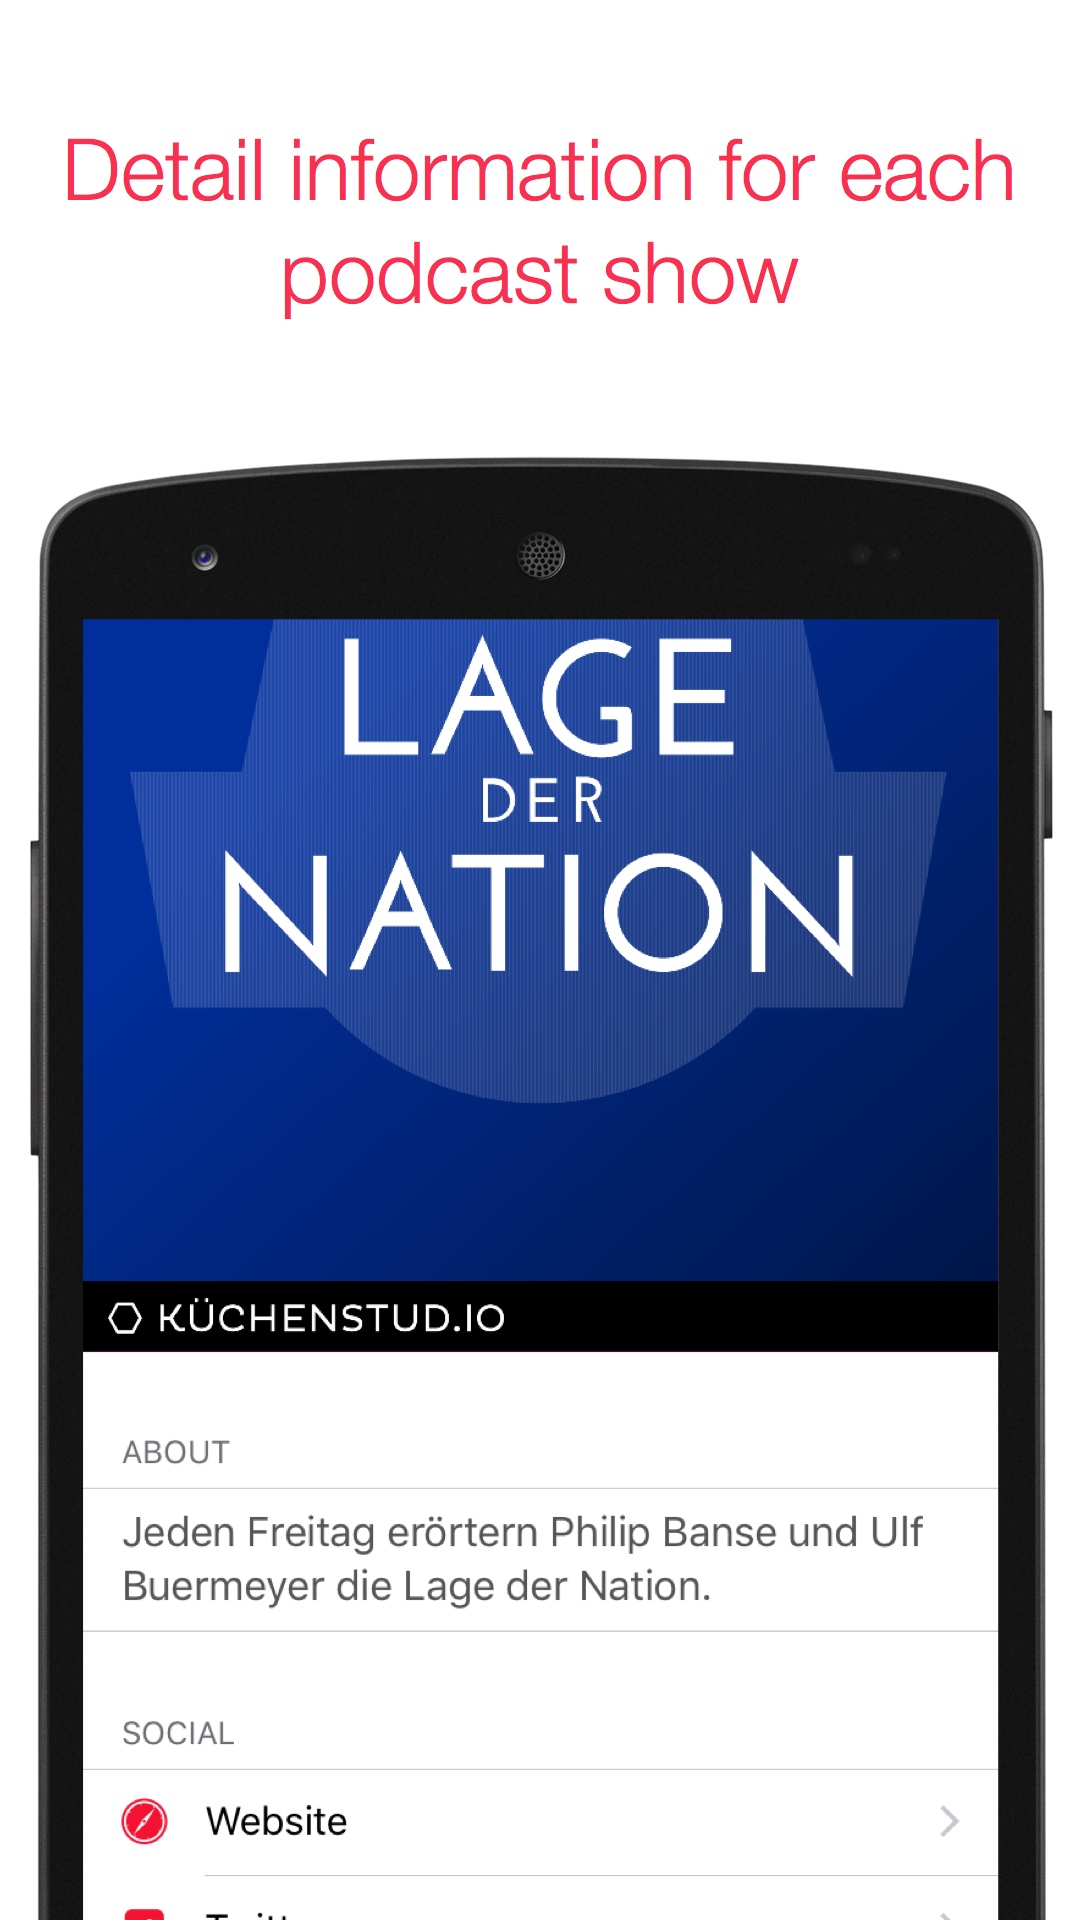 Detail information for each
podcast show
LAGE
DER
NATION
KÜCHENSTUD.IO
ABOUT
Jeden Freitag erörtern Philip Banse und Ulf
Buermeyer die Lage der Nation.
SOCIAL
Website